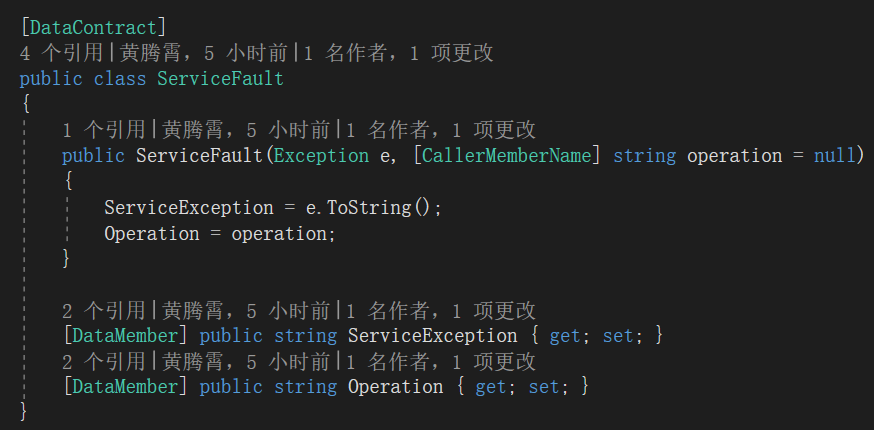 [DataContract]
4 个引用|黄腾霄，5 小时前|1 名作者，1 项更改
public class ServiceFault
{
1 个引用|黄腾霄，5 小时前|1 名作者，1 项更改
public ServiceFault(Exception e, [CallerMemberName] string operation = null)
{
ServiceException = e.ToString();
Operation = operation;
}
2 个引用|黄腾霄，5 小时前|1 名作者，1 项更改
[DataMember] public string ServiceException { get; set; }
2 个引用|黄腾霄，5 小时前|1 名作者，1 项更改
[DataMember] public string Operation { get; set; }
}